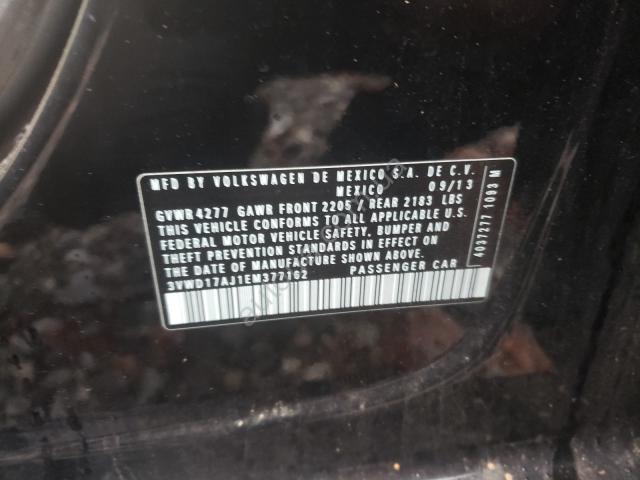 MFD BY VOLKSWAGEN DE MEXICO S.A. DE C.V.
MEXICO 09/13
GVWR 4277 GAWR FRONT 2205 / REAR 2183 LBS
THIS VEHICLE CONFORMS TO ALL APPLICABLE U.S.
FEDERAL MOTOR VEHICLE SAFETY, BUMPER AND
THEFT PREVENTION STANDARDS IN EFFECT ON
THE DATE OF MANUFACTURE SHOWN ABOVE.
3VWD17AJ1EM377162 PASSENGER CAR
4037277 1093 M